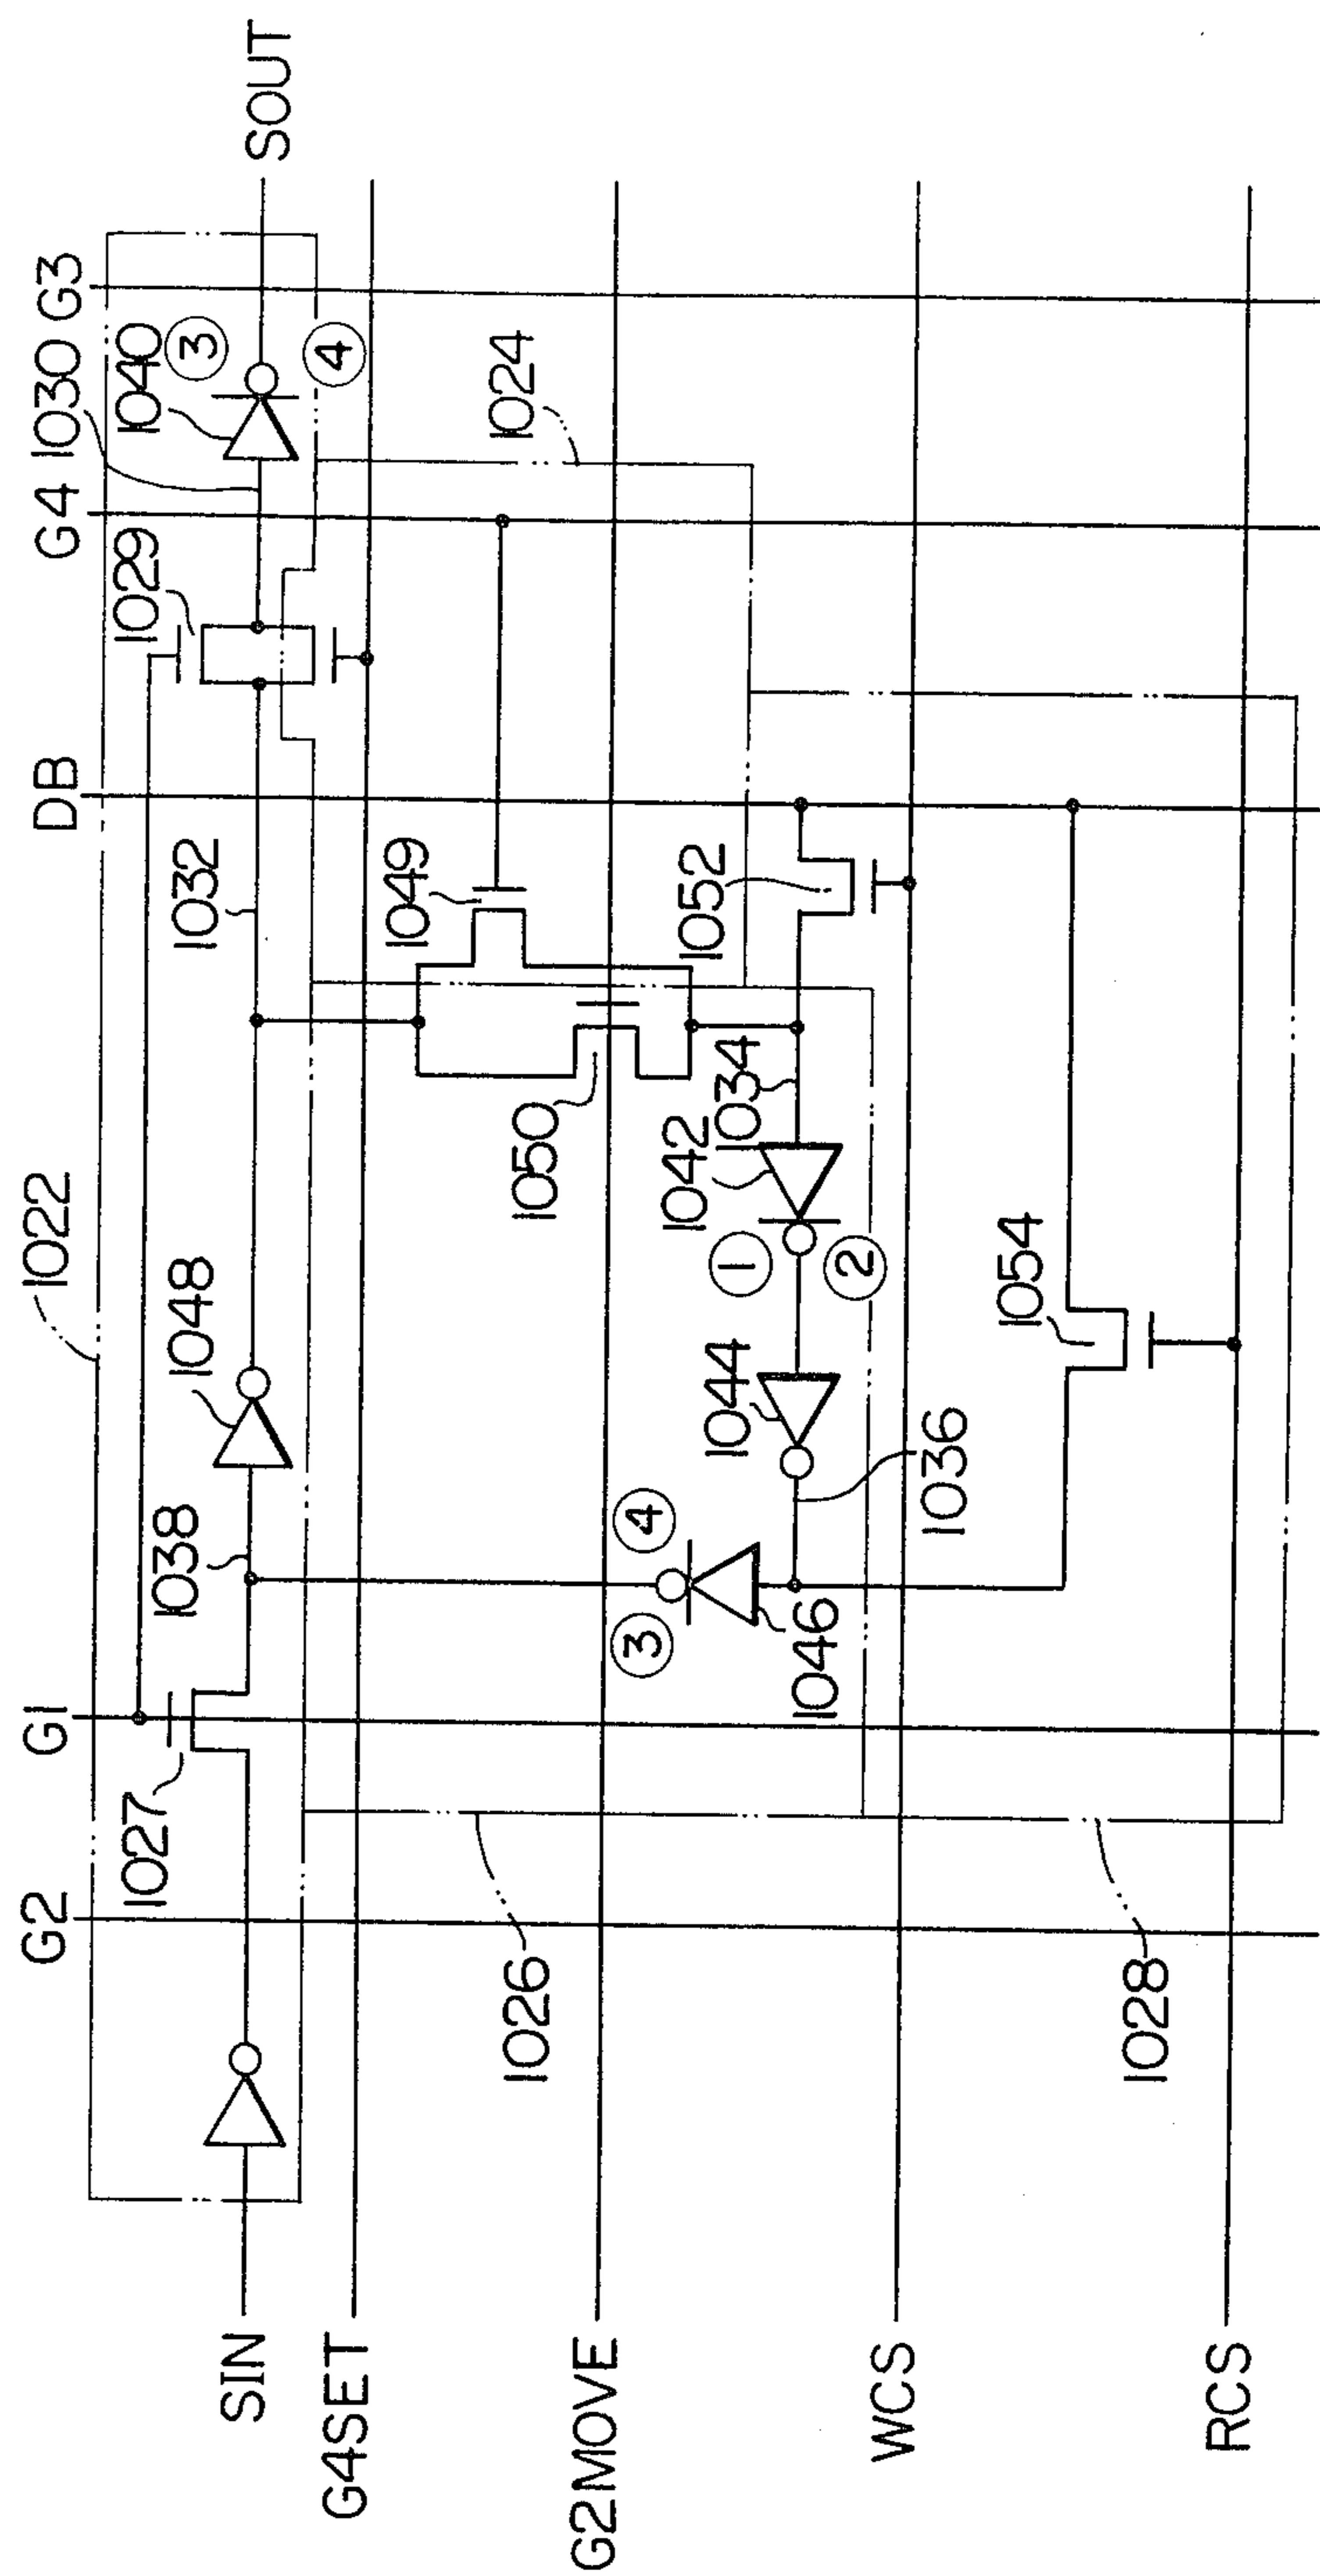 1022
G2
G1
DB
G4
1030
G3
1027
1038
1048
1032
1029
1040
③
④
SIN
SOUT
G4SET
1024
1049
1026
1050
G2MOVE
③
④
1046
1044
1042
①
②
1034
1052
1036
WCS
1054
1028
RCS